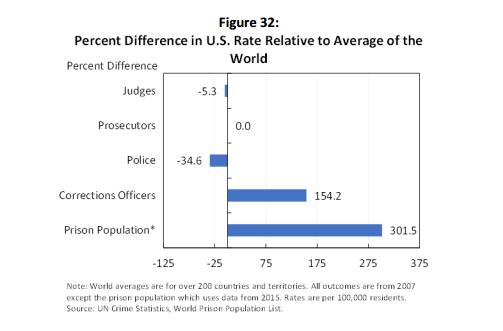 Figure 32:
Percent Difference in U.S. Rate Relative to Average of the
World
Percent Difference
Judges -5.3
Prosecutors 0.0
Police -34.6
Corrections Officers 154.2
Prison Population* 301.5
-125 -25 75 175 275 375
Note: World averages are for over 200 countries and territories. All outcomes are from 2007
except the prison population which uses data from 2015. Rates are per 100,000 residents.
Source: UN Crime Statistics, World Prison Population List.